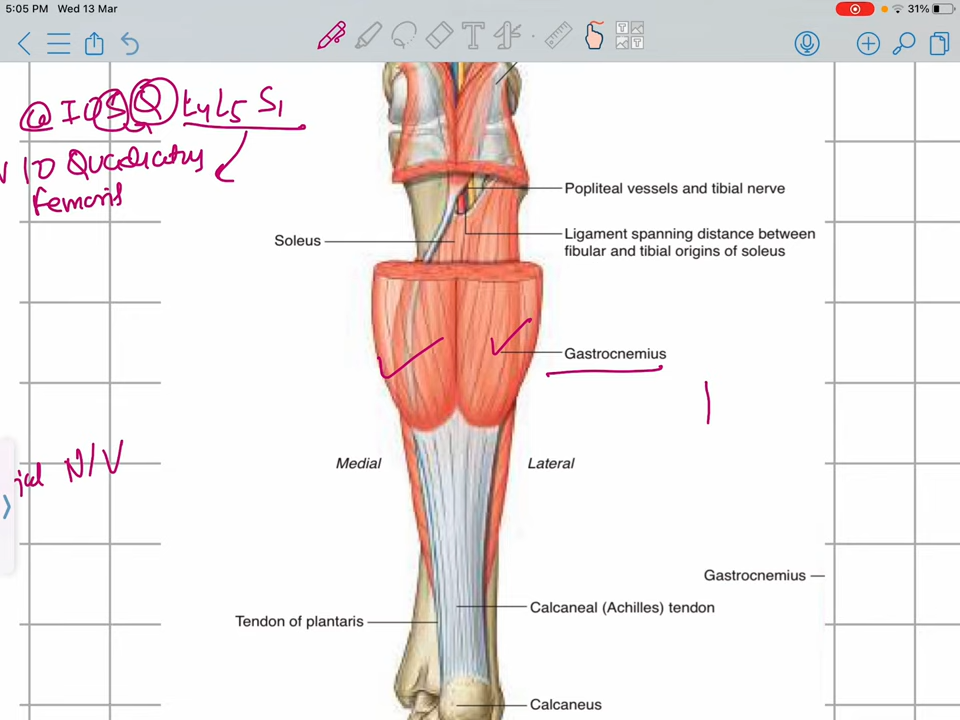 5:05 PM Wed 13 Mar
31%
L4 L5 S1
Quadratus
femoris
Popliteal vessels and tibial nerve
Soleus
Ligament spanning distance between
fibular and tibial origins of soleus
Gastrocnemius
Medial
Lateral
N/V
Gastrocnemius
Calcaneal (Achilles) tendon
Tendon of plantaris
Calcaneus